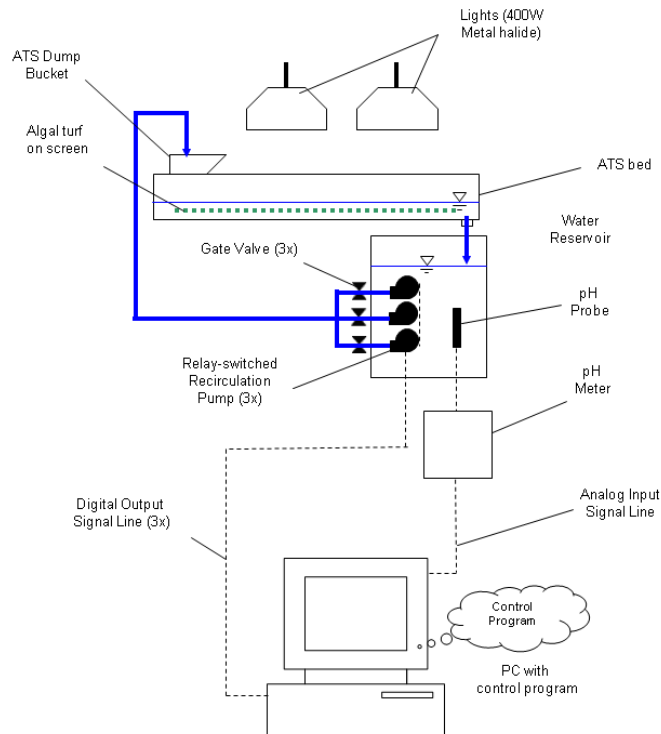 Lights (400W
Metal halide)
ATS Dump
Bucket
Algal turf
on screen
ATS bed
Water
Reservoir
Gate Valve (3x)
pH
Probe
Relay-switched
Recirculation
Pump (3x)
pH
Meter
Digital Output
Signal Line (3x)
Analog Input
Signal Line
Control
Program
PC with
control program